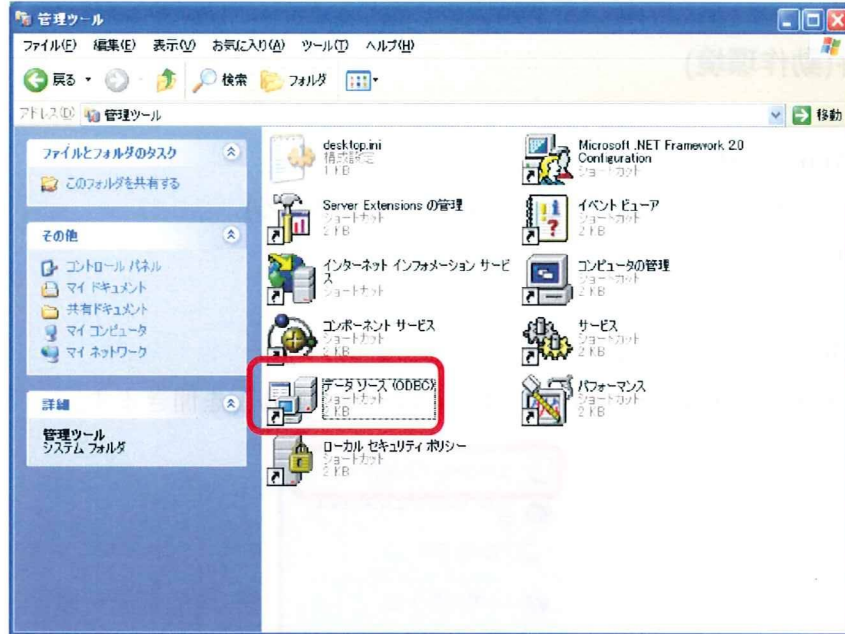 管理ツール
ファイル(F) 編集(E) 表示(V) お気に入り(A) ツール(T) ヘルプ(H)
戻る 検索 フォルダ
アドレス(D) 管理ツール 移動
ファイルとフォルダのタスク
このフォルダを共有する
その他
コントロール パネル
マイ ドキュメント
共有ドキュメント
マイ コンピュータ
マイ ネットワーク
詳細
管理ツール
システム フォルダ
desktop.ini
構成設定
1 KB
Microsoft .NET Framework 2.0
Configuration
ショートカット
Server Extensions の管理
ショートカット
2 KB
イベント ビューア
ショートカット
2 KB
インターネット インフォメーション サービ
ス
ショートカット
コンピュータの管理
ショートカット
2 KB
コンポーネント サービス
ショートカット
2 KB
サービス
ショートカット
2 KB
データ ソース (ODBC)
ショートカット
2 KB
パフォーマンス
ショートカット
2 KB
ローカル セキュリティ ポリシー
ショートカット
2 KB